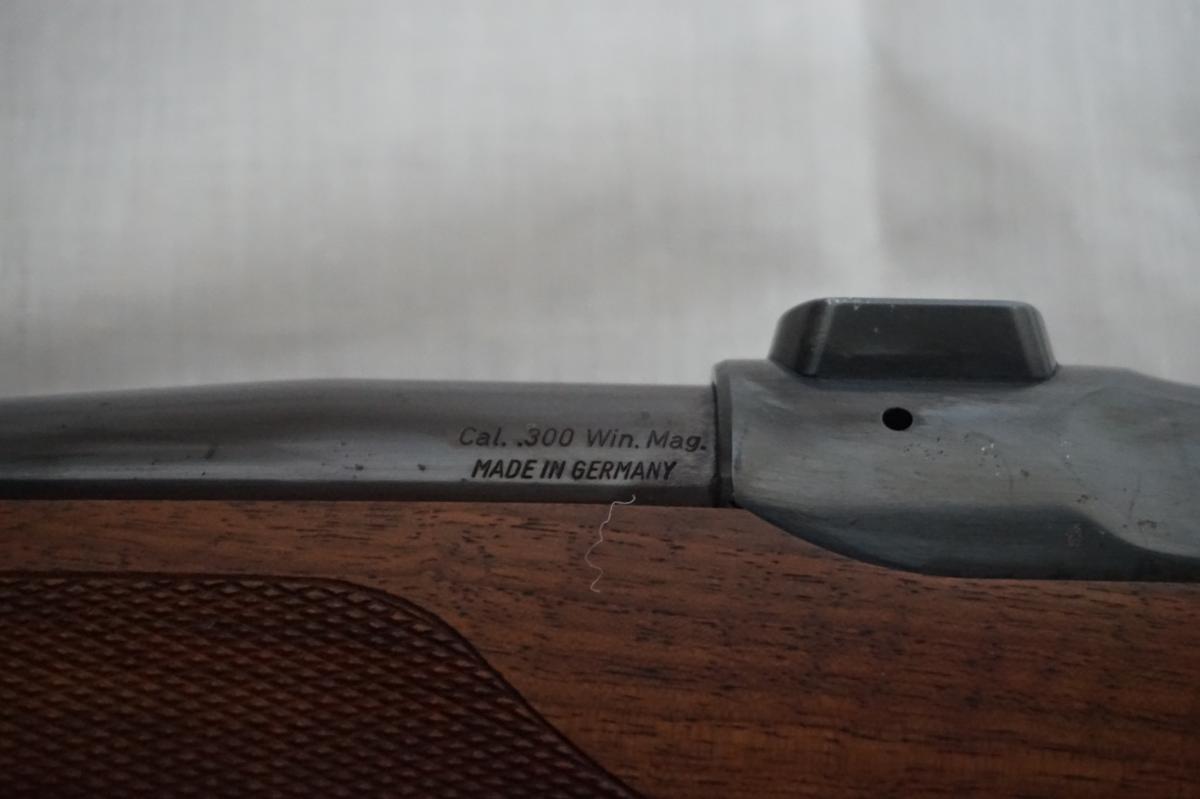 Cal. .300 Win. Mag.
MADE IN GERMANY